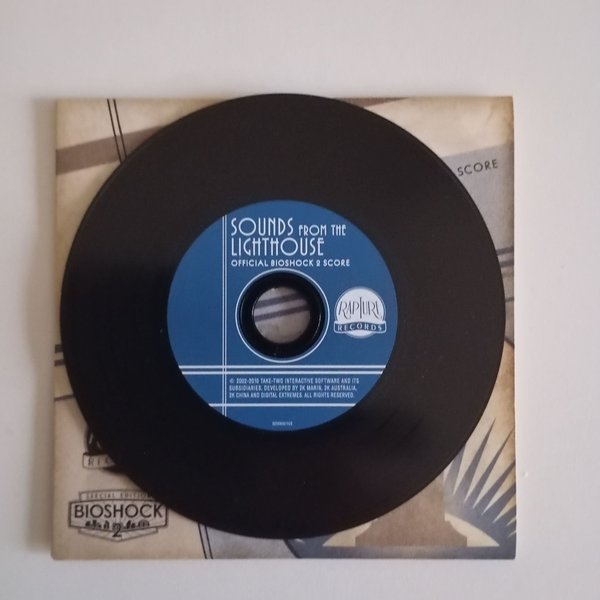 SCORE
SOUNDS FROM THE
LIGHTHOUSE
OFFICIAL BIOSHOCK 2 SCORE
RAPTURE
RECORDS
© 2002-2010 TAKE-TWO INTERACTIVE SOFTWARE AND ITS
SUBSIDIARIES. DEVELOPED BY 2K MARIN, 2K AUSTRALIA,
2K CHINA AND DIGITAL EXTREMES. ALL RIGHTS RESERVED.
REC
SPECIAL EDITION
BIOSHOCK
2